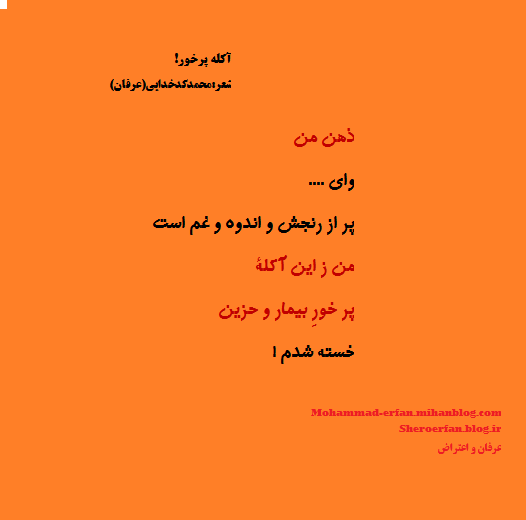 آکله پرخور!
شعر:محمدکدخدایی(عرفان)
ذهن من
وای ....
پر از رنجش و اندوه و غم است
من ز این آکلهٔ
پر خورِ بیمار و حزین
خسته شدم !
Mohammad-erfan.mihanblog.com
Sheroerfan.blog.ir
عرفان و اعتراض